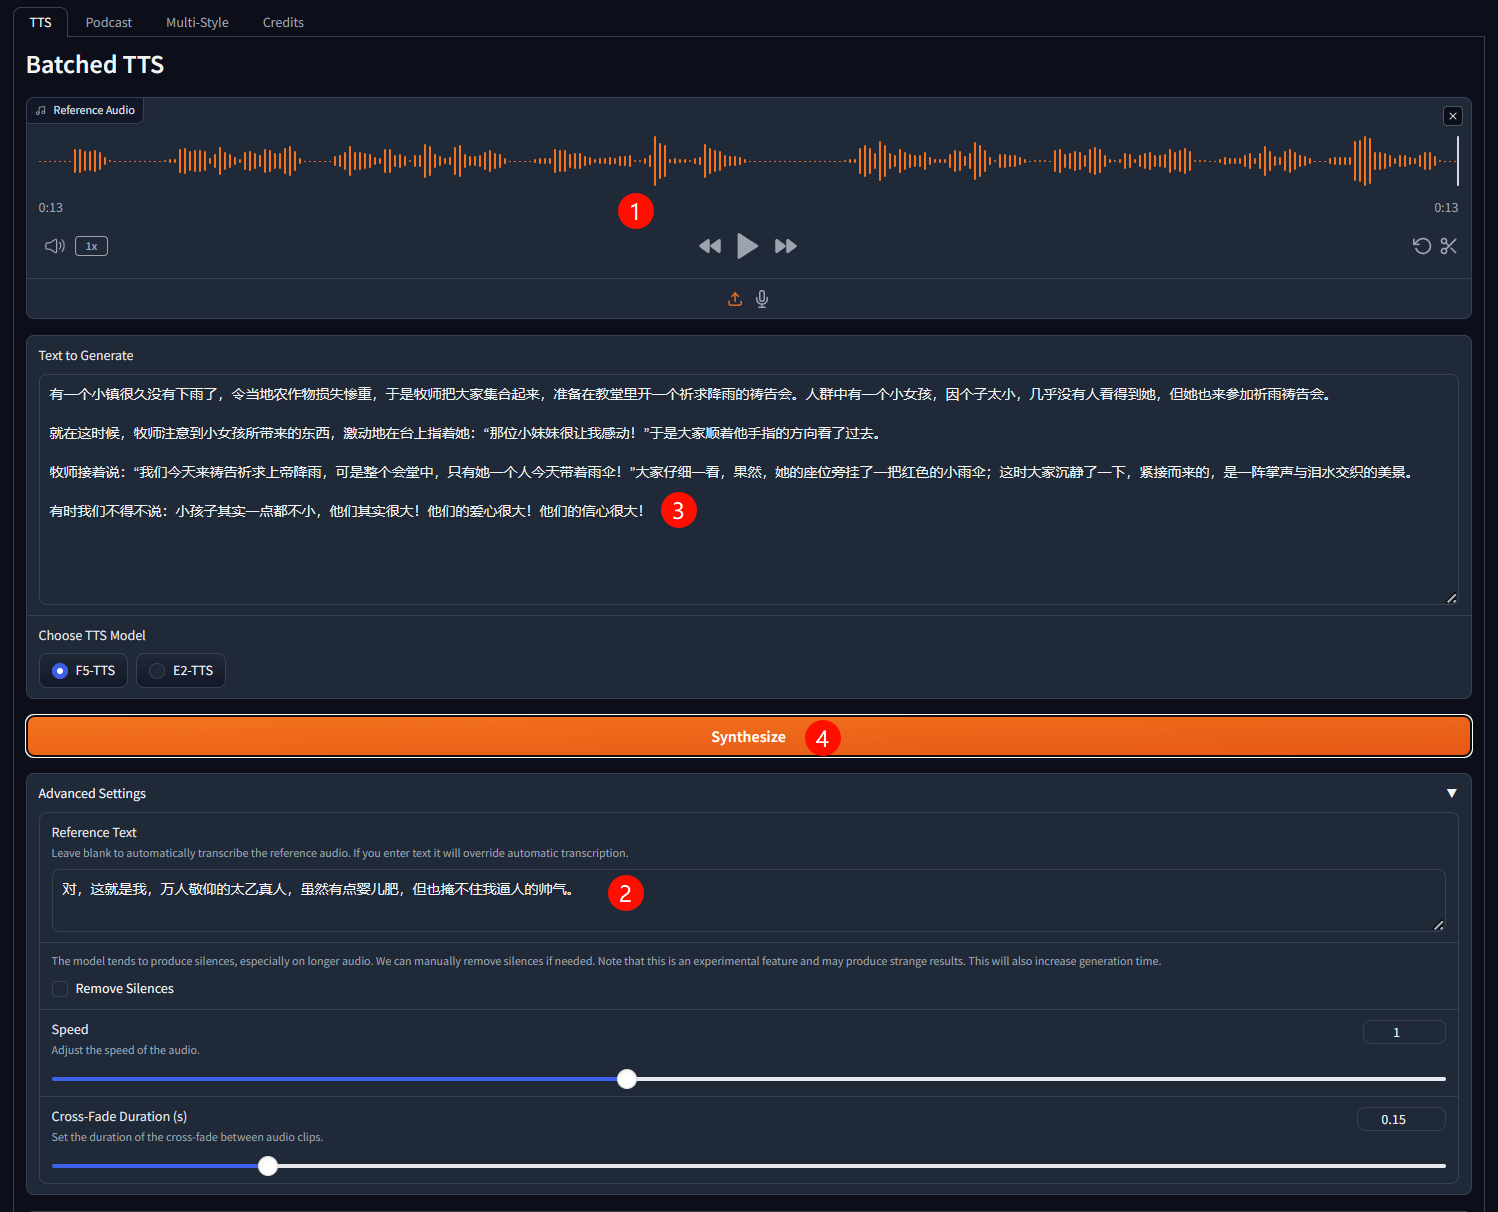 TTS
Podcast
Multi-Style
Credits
Batched TTS
Reference Audio
0:13
0:13
1
1x
Text to Generate
有一个小镇很久没有下雨了，令当地农作物损失惨重，于是牧师把大家集合起来，准备在教堂里开一个祈求降雨的祷告会。人群中有一个小女孩，因个子太小，几乎没有人看得到她，但她也来参加祈雨祷告会。
就在这时候，牧师注意到小女孩所带来的东西，激动地在台上指着她：“那位小妹妹很让我感动！”于是大家顺着他手指的方向看了过去。
牧师接着说：“我们今天来祷告祈求上帝降雨，可是整个会堂中，只有她一个人今天带着雨伞！”大家仔细一看，果然，她的座位旁挂了一把红色的小雨伞；这时大家沉静了一下，紧接而来的，是一阵掌声与泪水交织的美景。
有时我们不得不说：小孩子其实一点都不小，他们其实很大！他们的爱心很大！他们的信心很大！
3
Choose TTS Model
F5-TTS
E2-TTS
Synthesize
4
Advanced Settings
Reference Text
Leave blank to automatically transcribe the reference audio. If you enter text it will override automatic transcription.
对，这就是我，万人敬仰的太乙真人，虽然有点婴儿肥，但也掩不住我逼人的帅气。
2
The model tends to produce silences, especially on longer audio. We can manually remove silences if needed. Note that this is an experimental feature and may produce strange results. This will also increase generation time.
Remove Silences
Speed
1
Adjust the speed of the audio.
Cross-Fade Duration (s)
0.15
Set the duration of the cross-fade between audio clips.